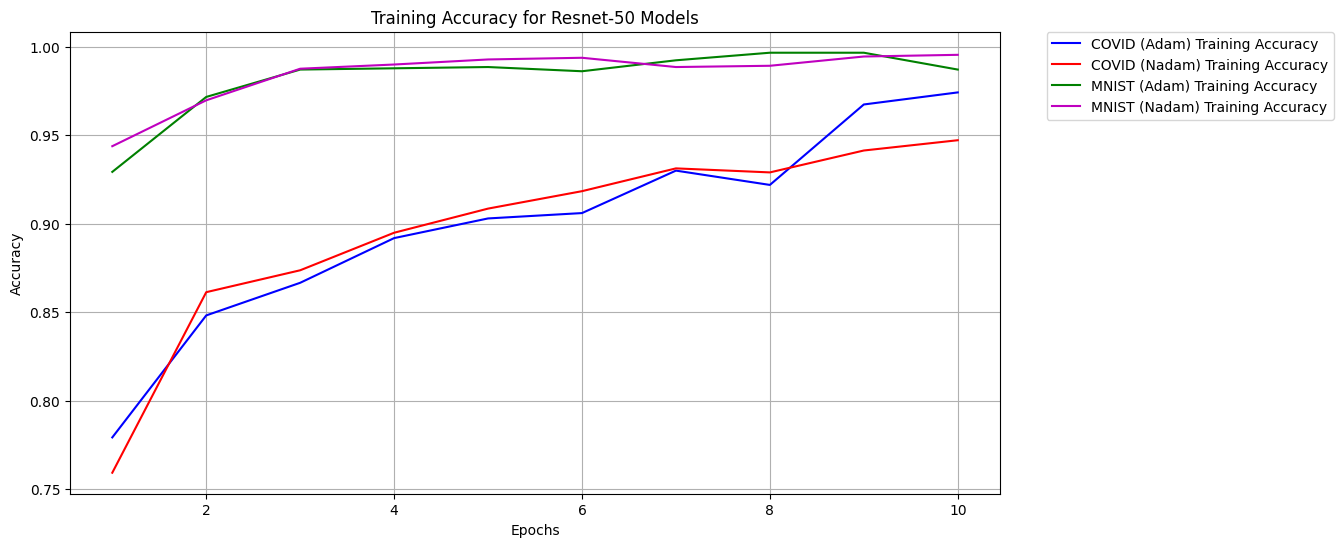 Training Accuracy for Resnet-50 Models
1.00
0.95
0.90
0.85
0.80
0.75
Accuracy
2
4
6
8
10
Epochs
COVID (Adam) Training Accuracy
COVID (Nadam) Training Accuracy
MNIST (Adam) Training Accuracy
MNIST (Nadam) Training Accuracy